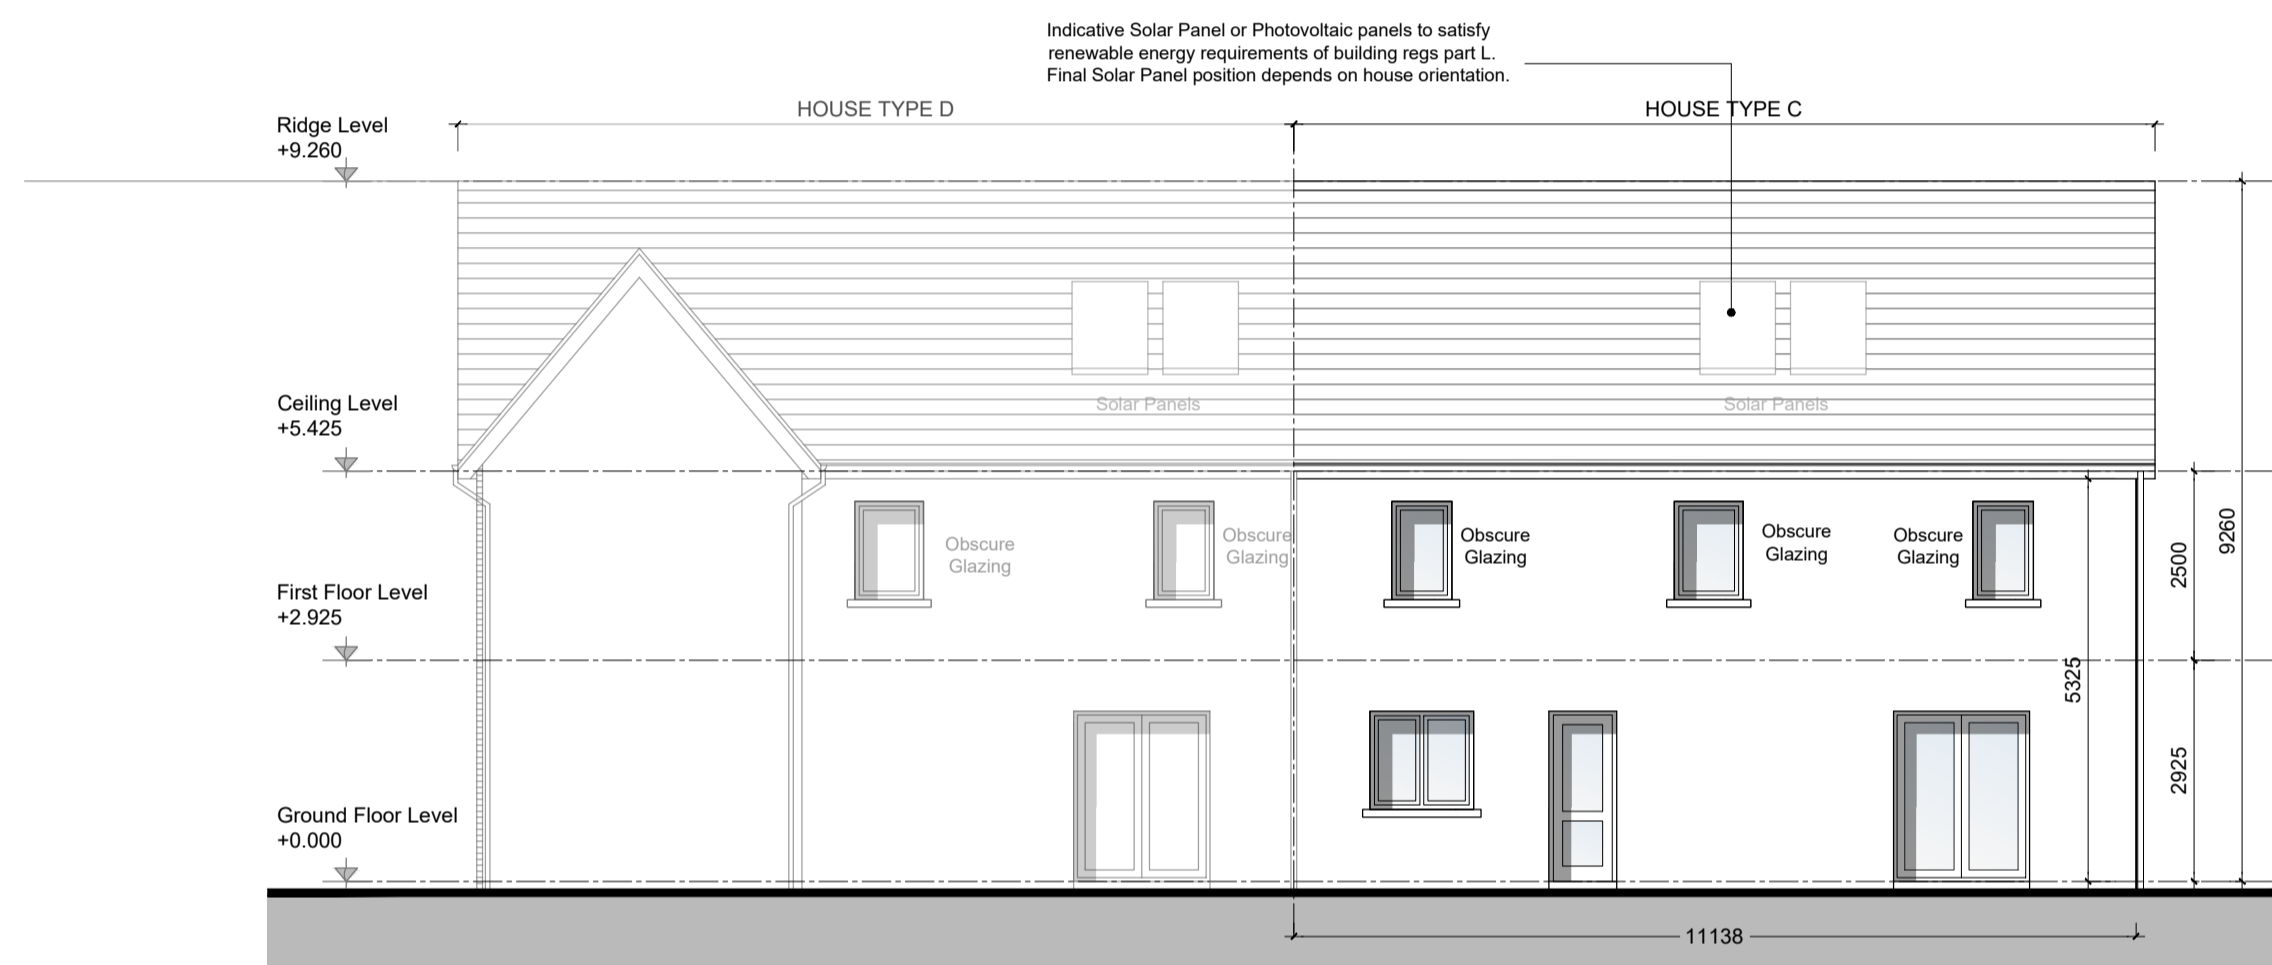 Indicative Solar Panel or Photovoltaic panels to satisfy
renewable energy requirements of building regs part L.
Final Solar Panel position depends on house orientation.
HOUSE TYPE D
HOUSE TYPE C
Ridge Level
+9.260
Ceiling Level
+5.425
Solar Panels
Solar Panels
First Floor Level
+2.925
Obscure
Glazing
Obscure
Glazing
Obscure
Glazing
Obscure
Glazing
Obscure
Glazing
9260
2500
5325
2925
Ground Floor Level
+0.000
11138